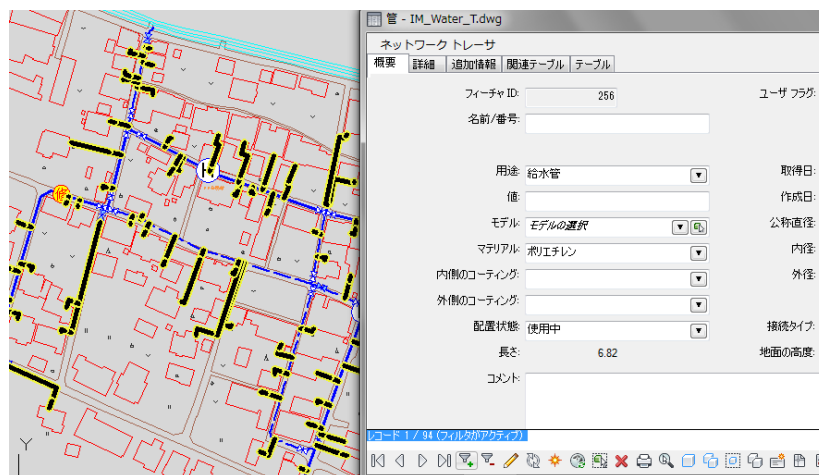 管 - IM_Water_T.dwg
ネットワークトレーサ
概要 詳細 追加情報 関連テーブル テーブル
フィーチャ ID: 256 ユーザ フラグ:
名前/番号:
用途: 給水管 取得日:
値: 作成日:
モデル: モデルの選択 公称直径:
マテリアル: ポリエチレン 内径:
内側のコーティング: 外径:
外側のコーティング:
配置状態: 使用中 接続タイプ:
長さ: 6.82 地面の高度:
コメント:
レコード 1 / 94 (フィルタがアクティブ)
修
H
Y